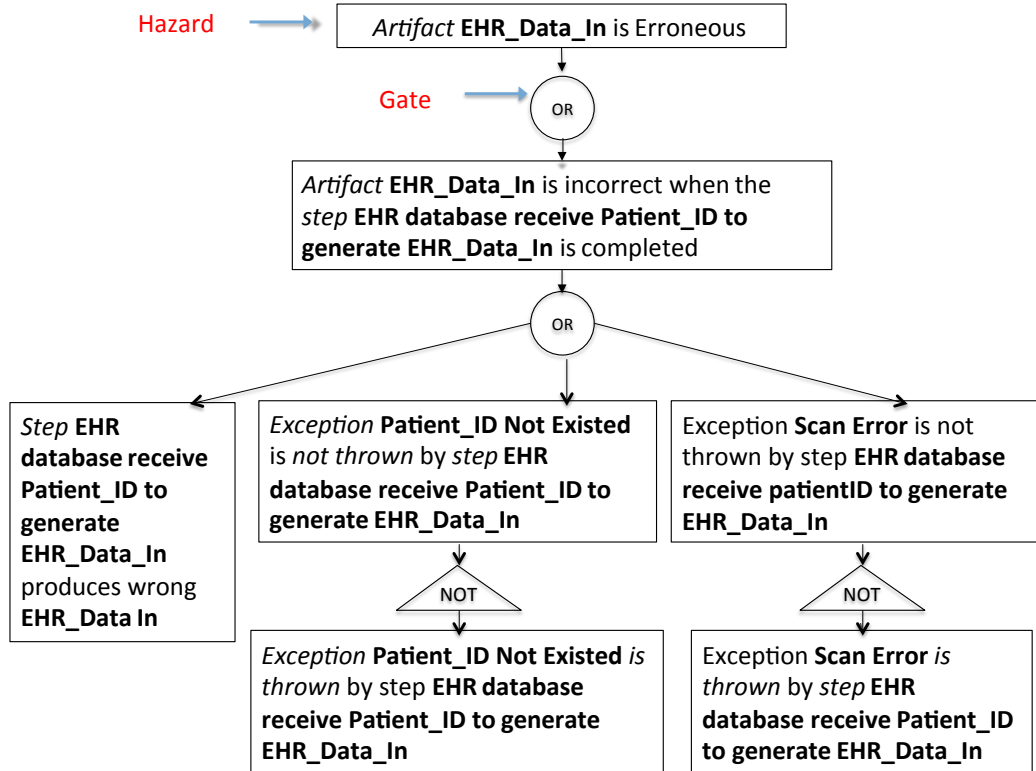 Hazard
Artifact EHR_Data_In is Erroneous
Gate
OR
Artifact EHR_Data_In is incorrect when the
step EHR database receive Patient_ID to
generate EHR_Data_In is completed
OR
Step EHR
database receive
Patient_ID to
generate
EHR_Data_In
produces wrong
EHR_Data In
Exception Patient_ID Not Existed
is not thrown by step EHR
database receive Patient_ID to
generate EHR_Data_In
Exception Scan Error is not
thrown by step EHR database
receive patientID to generate
EHR_Data_In
NOT
NOT
Exception Patient_ID Not Existed is
thrown by step EHR database
receive Patient_ID to generate
EHR_Data_In
Exception Scan Error is
thrown by step EHR
database receive Patient_ID
to generate EHR_Data_In